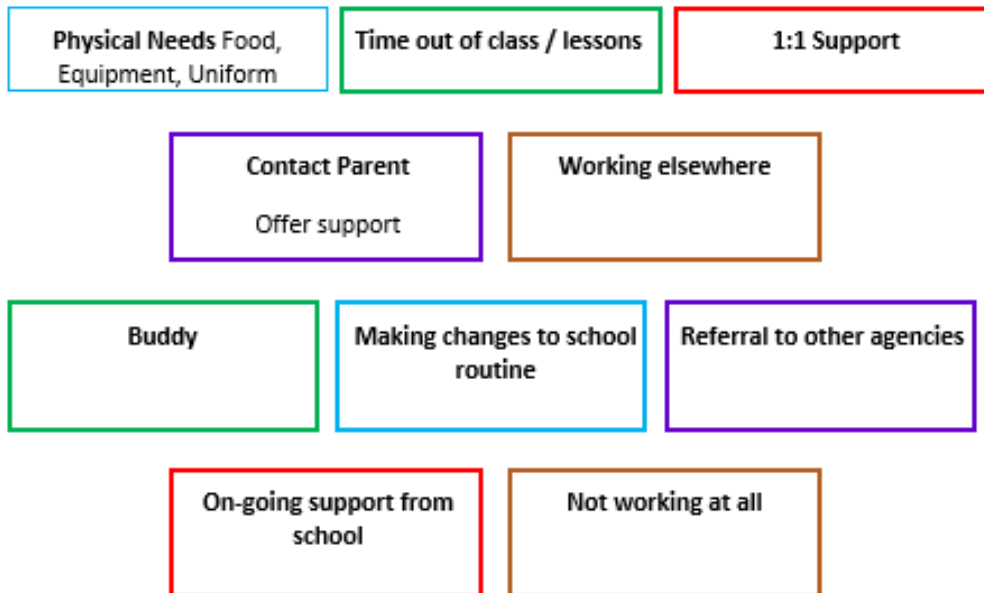 Physical Needs Food,
Equipment, Uniform
Time out of class / lessons
1:1 Support
Contact Parent
Offer support
Working elsewhere
Buddy
Making changes to school
routine
Referral to other agencies
On-going support from
school
Not working at all